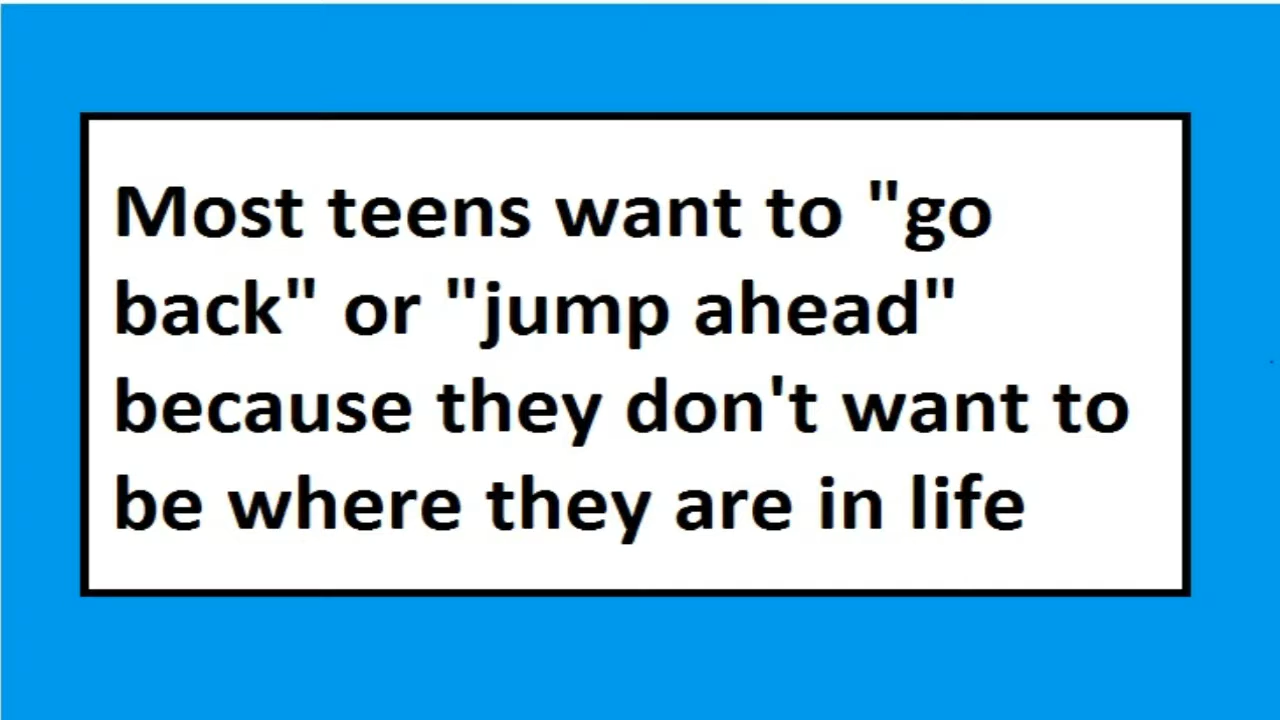 Most teens want to "go
back" or "jump ahead"
because they don't want to
be where they are in life